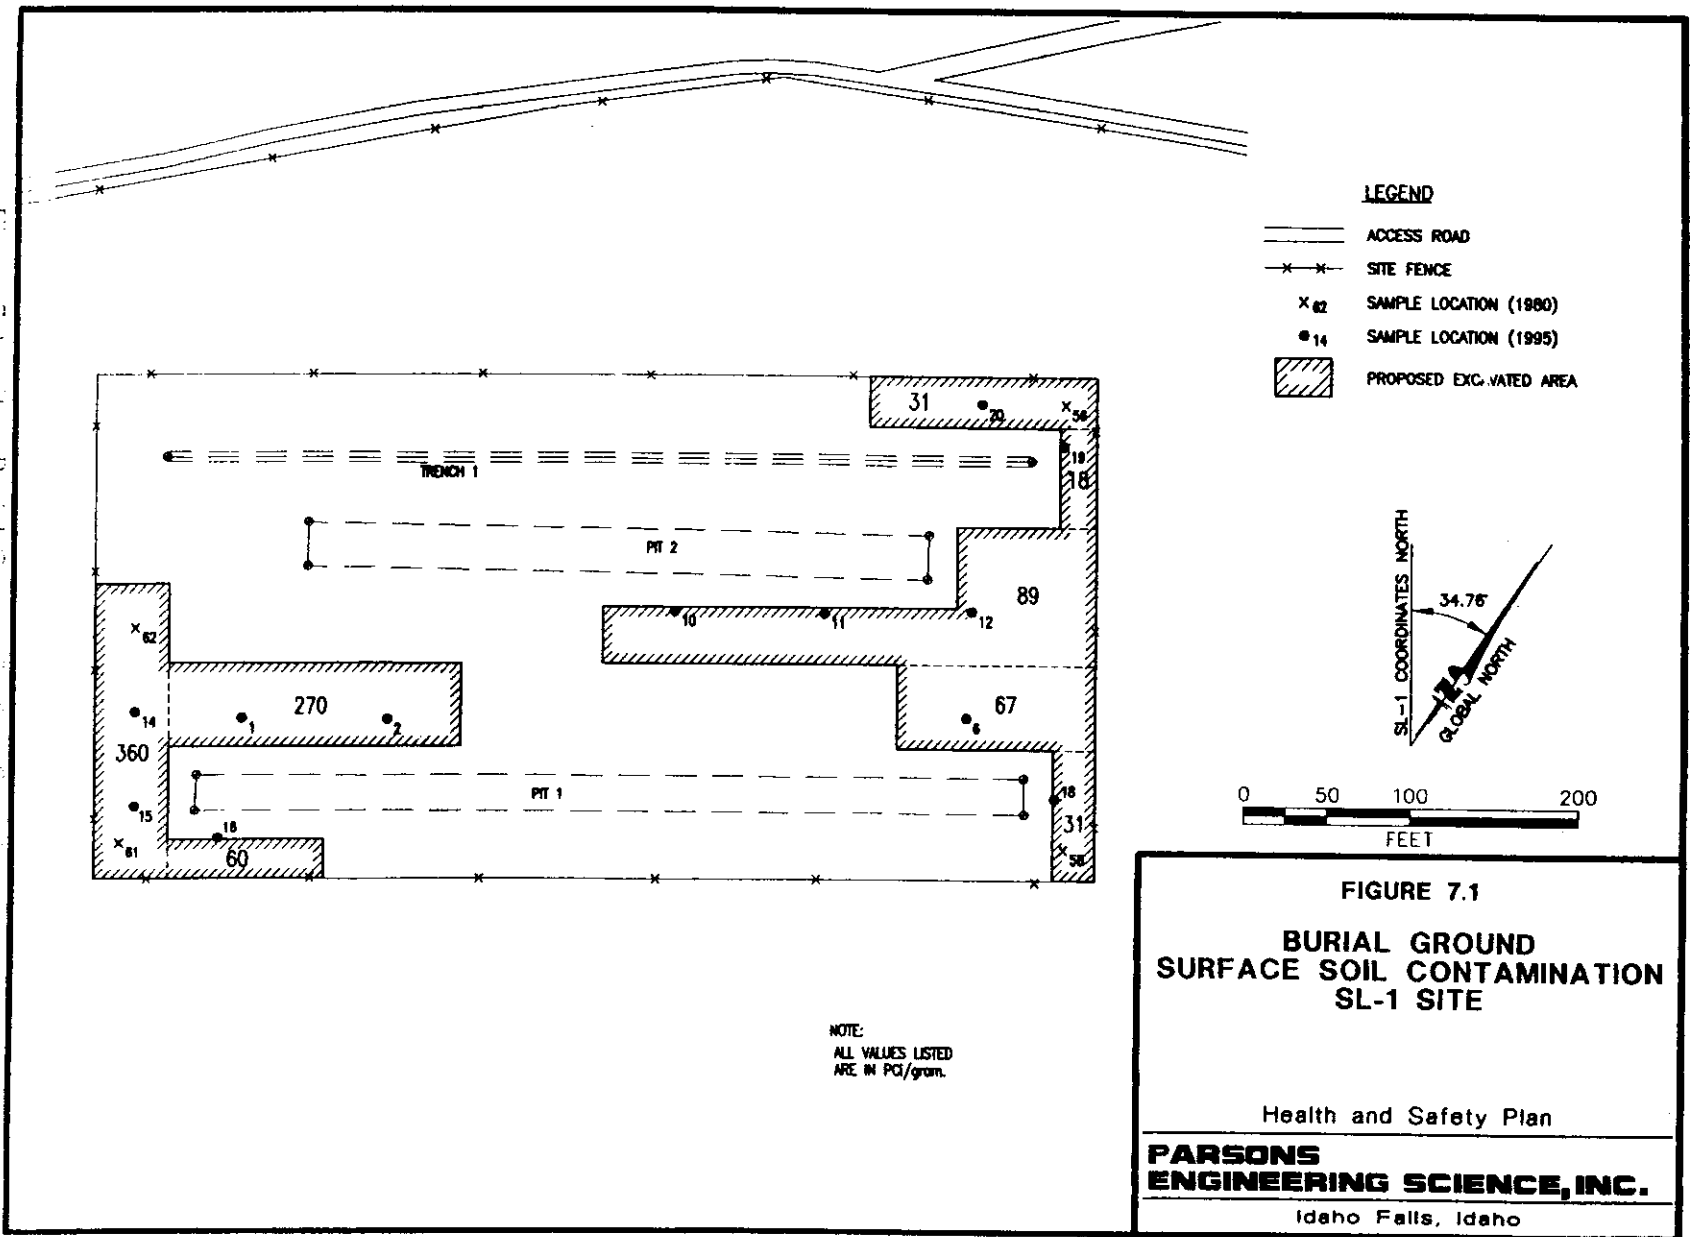 LEGEND
ACCESS ROAD
SITE FENCE
62 SAMPLE LOCATION (1980)
14 SAMPLE LOCATION (1995)
PROPOSED EXC. VATED AREA
31
20
56
19
18
TRENCH 1
PIT 2
89
10
11
12
62
270
67
14
1
2
6
360
PIT 1
15
16
18
31
61
60
58
SL-1 COORDINATES NORTH
34.76
GLOBAL NORTH
0 50 100 200
FEET
NOTE:
ALL VALUES LISTED
ARE IN PCi/gram.
FIGURE 7.1
BURIAL GROUND
SURFACE SOIL CONTAMINATION
SL-1 SITE
Health and Safety Plan
PARSONS
ENGINEERING SCIENCE, INC.
Idaho Falls, Idaho